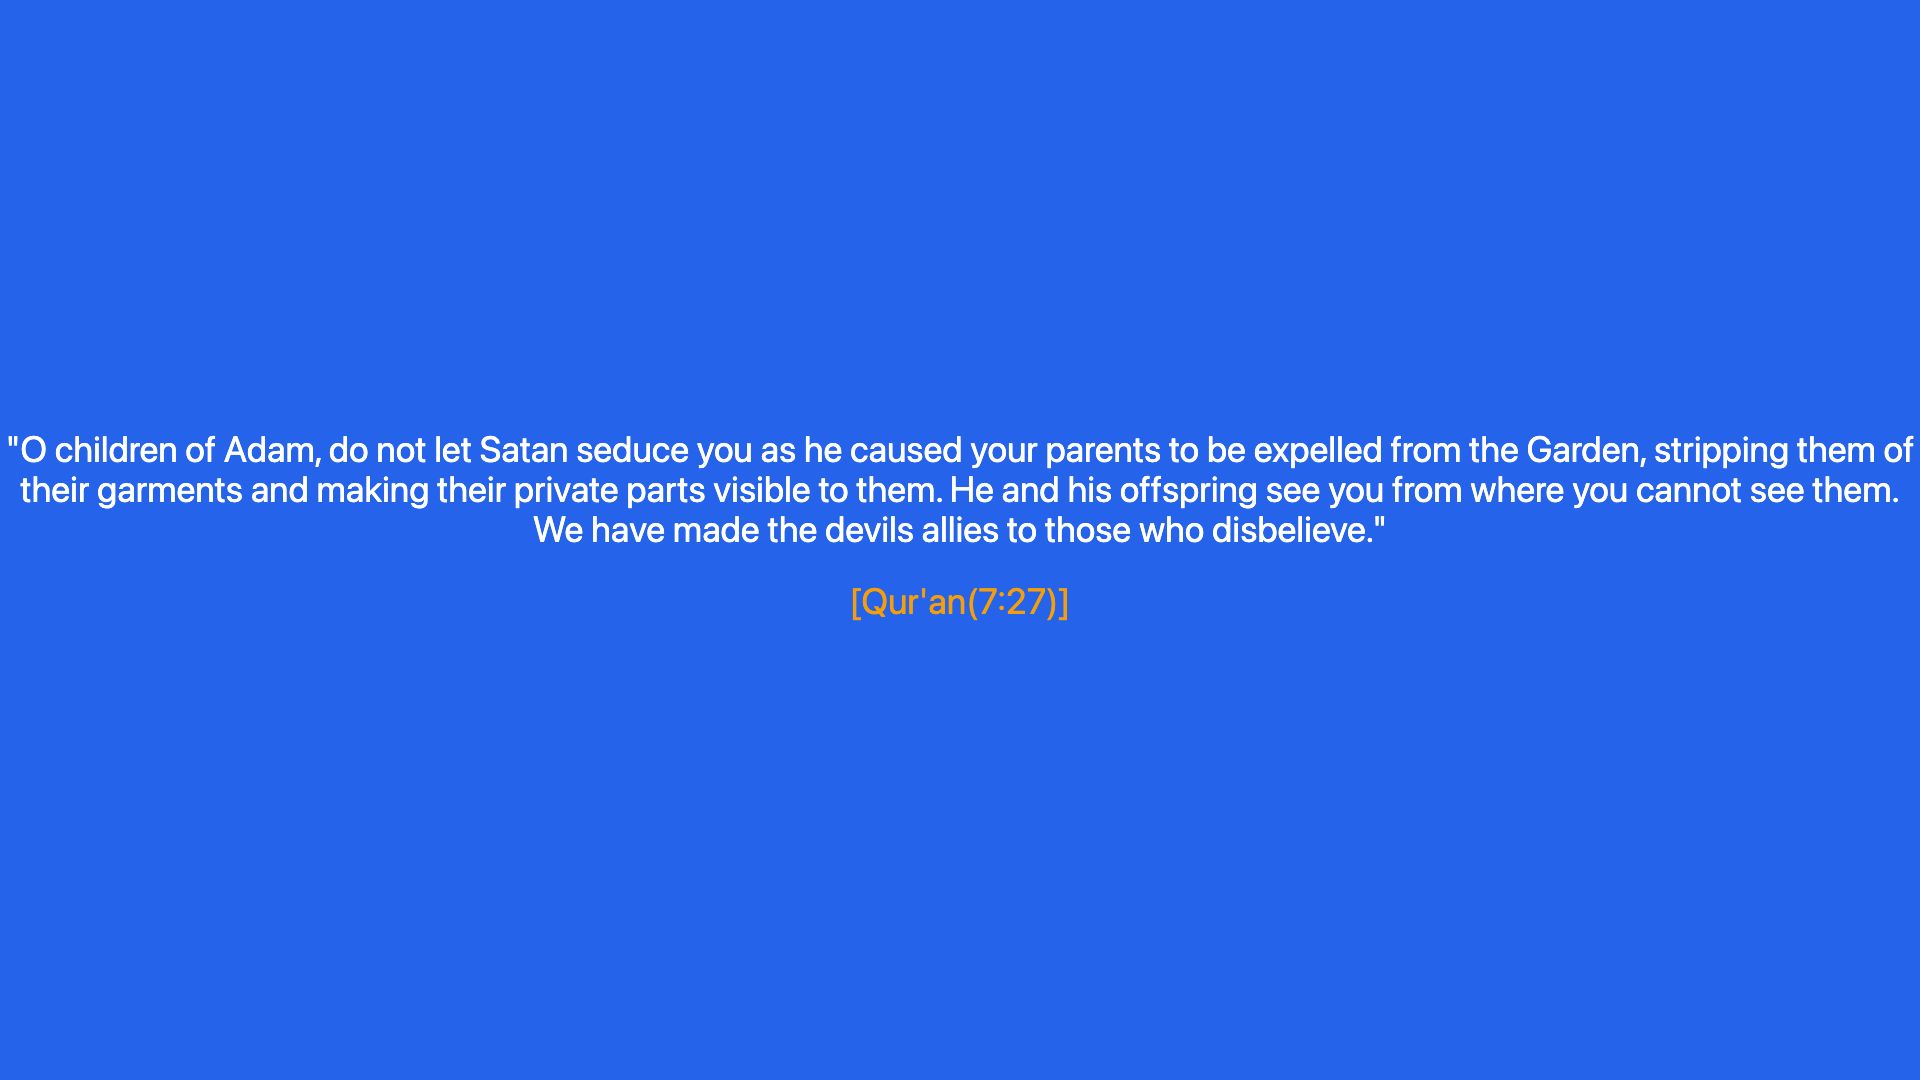 "O children of Adam, do not let Satan seduce you as he caused your parents to be expelled from the Garden, stripping them of
their garments and making their private parts visible to them. He and his offspring see you from where you cannot see them.
We have made the devils allies to those who disbelieve."
[Qur'an(7:27)]